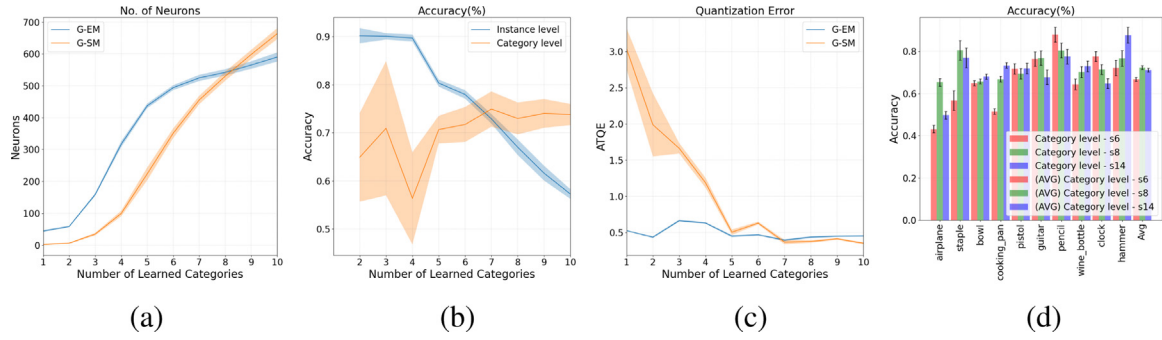 No. of Neurons
G-EM
G-SM
700
600
500
400
300
200
100
0
Neurons
1 2 3 4 5 6 7 8 9 10
Number of Learned Categories
(a)
Accuracy(%)
Instance level
Category level
0.9
0.8
0.7
0.6
0.5
Accuracy
1 2 3 4 5 6 7 8 9 10
Number of Learned Categories
(b)
Quantization Error
G-EM
G-SM
3.0
2.5
2.0
1.5
1.0
0.5
0.0
ATQE
1 2 3 4 5 6 7 8 9 10
Number of Learned Categories
(c)
Accuracy(%)
0.8
0.6
0.4
0.2
0.0
Accuracy
Category level - s6
Category level - s8
Category level - s14
(AVG) Category level - s6
(AVG) Category level - s8
(AVG) Category level - s14
airplane
staple
bowl
cooking_pan
pistol
guitar
pencil
wine_bottle
clock
hammer
Avg
(d)